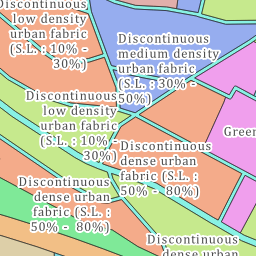 Discontinuous
low density
urban fabric
(S.L. : 10% -
30%)
Discontinuous
medium density
urban fabric
(S.L. : 30% -
50%)
Discontinuous
low density
urban fabric
(S.L. : 10% -
30%)
Green
Discontinuous
dense urban
fabric (S.L. :
50% - 80%)
Discontinuous
dense urban
fabric (S.L. :
50% - 80%)
Discontinuous
dense urban